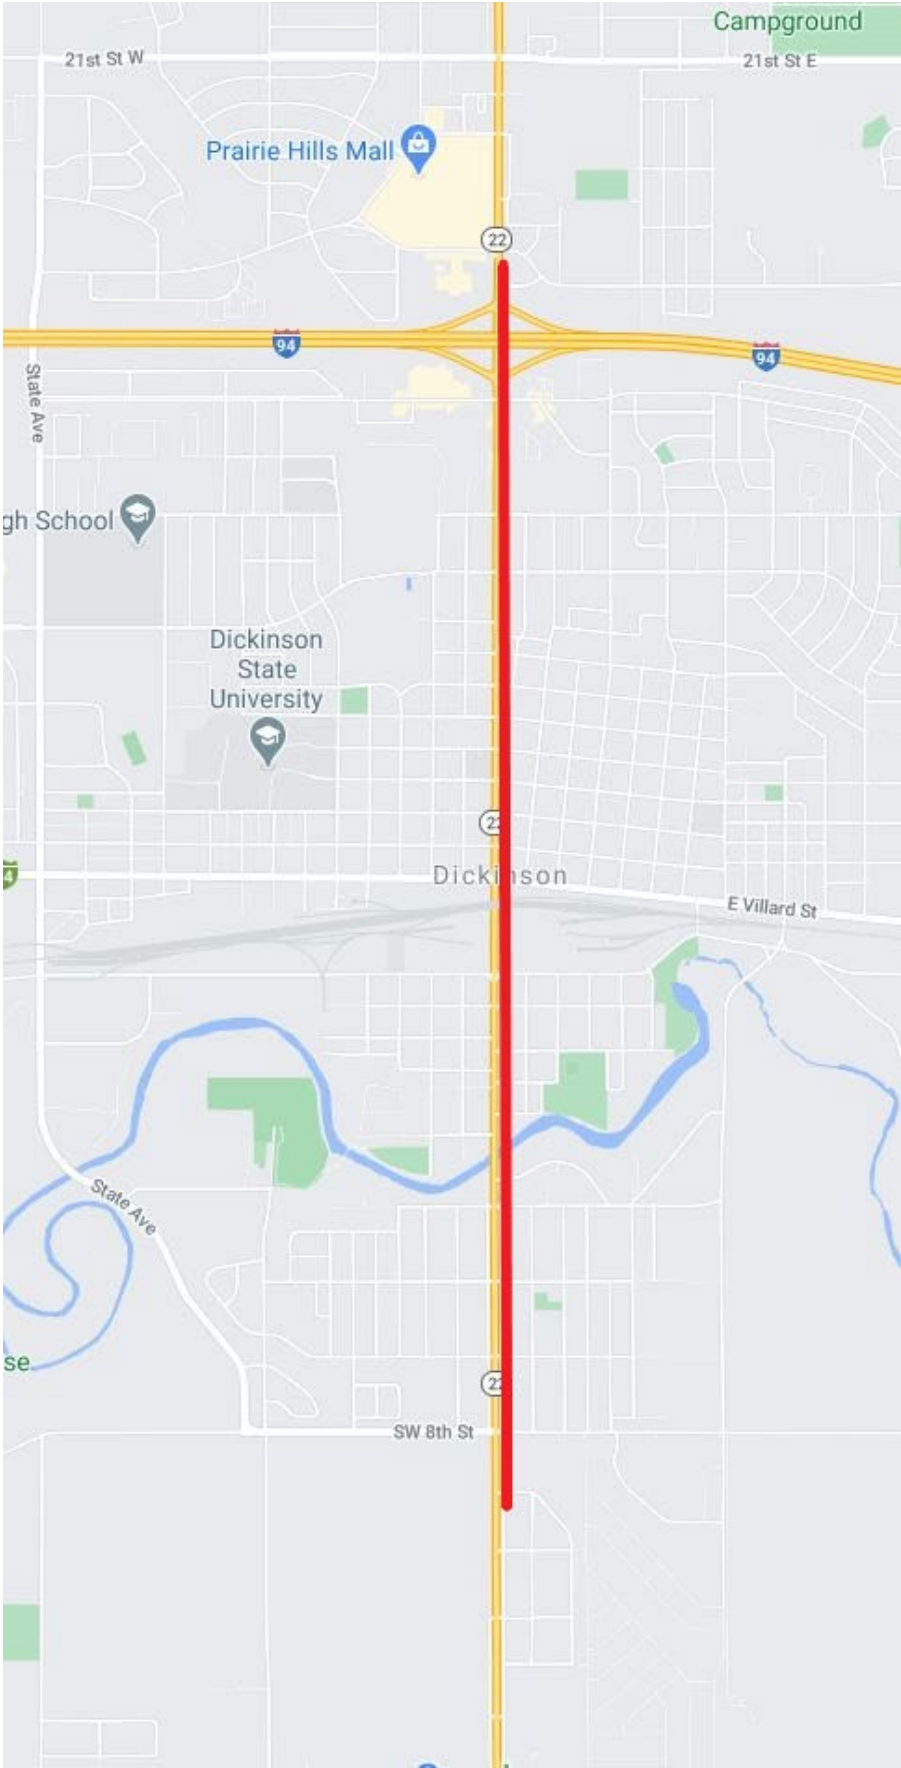 Campground
21st St W
21st St E
Prairie Hills Mall
22
94
94
State Ave
gh School
Dickinson
State
University
22
Dickinson
4
E Villard St
State Ave
se
22
SW 8th St